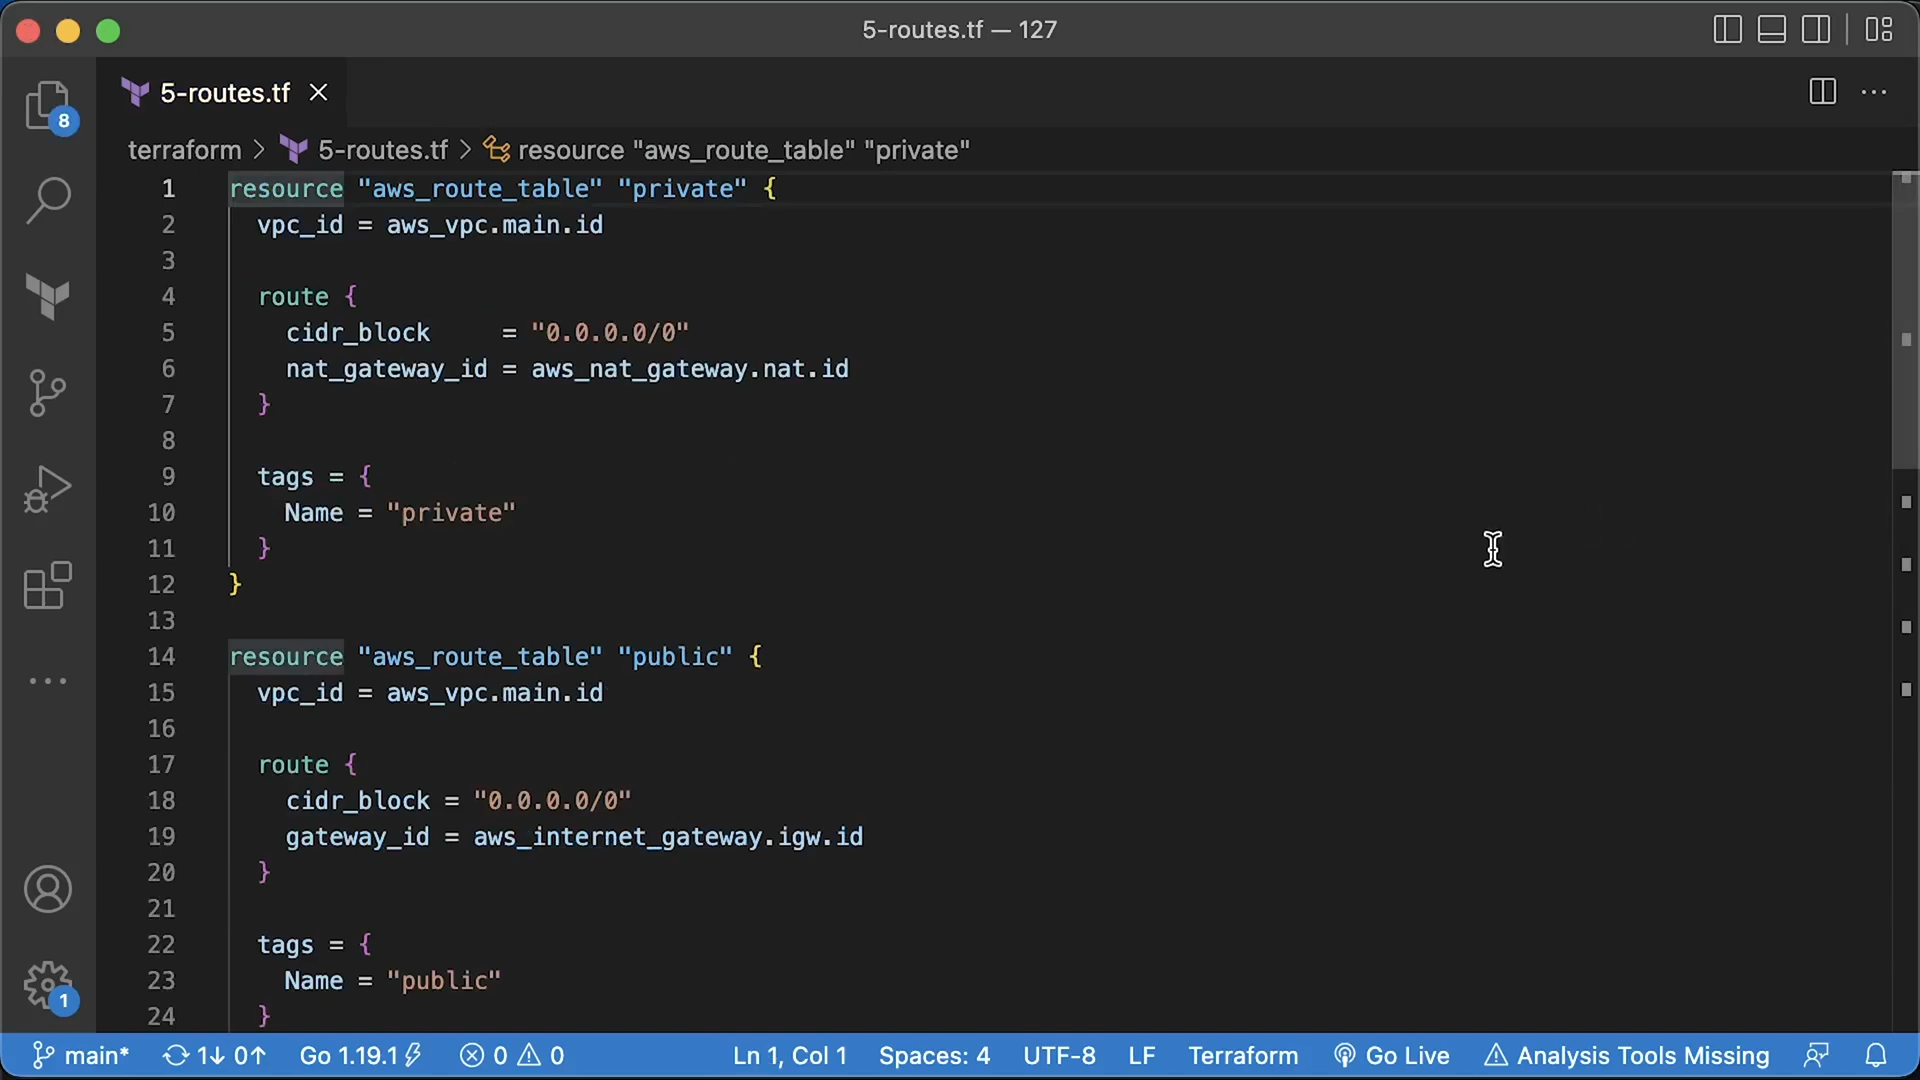 5-routes.tf — 127
5-routes.tf
terraform > 5-routes.tf > resource "aws_route_table" "private"
8
1 resource "aws_route_table" "private" {
2   vpc_id = aws_vpc.main.id
3
4   route {
5     cidr_block     = "0.0.0.0/0"
6     nat_gateway_id = aws_nat_gateway.nat.id
7   }
8
9   tags = {
10     Name = "private"
11   }
12 }
13
14 resource "aws_route_table" "public" {
15   vpc_id = aws_vpc.main.id
16
17   route {
18     cidr_block = "0.0.0.0/0"
19     gateway_id = aws_internet_gateway.igw.id
20   }
21
22   tags = {
23     Name = "public"
24   }
1
main* 1↓ 0↑ Go 1.19.1 0 0 Ln 1, Col 1 Spaces: 4 UTF-8 LF Terraform Go Live Analysis Tools Missing